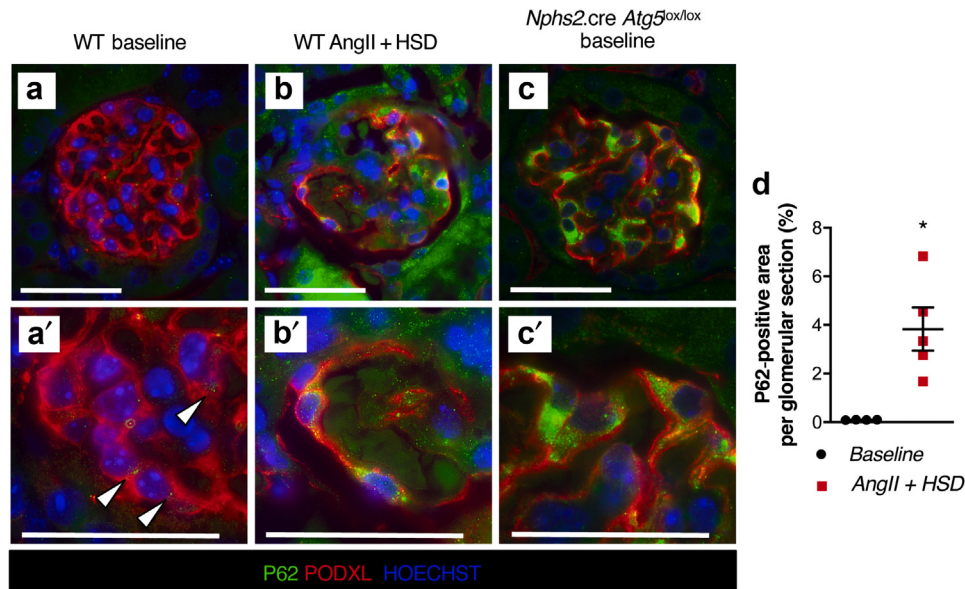 WT baseline
WT AngII + HSD
Nphs2.cre Atg5lox/lox
baseline
a
b
c
d
a′
b′
c′
P62 PODXL HOECHST
P62-positive area
per glomerular section (%)
8
6
4
2
0
*
Baseline
AngII + HSD